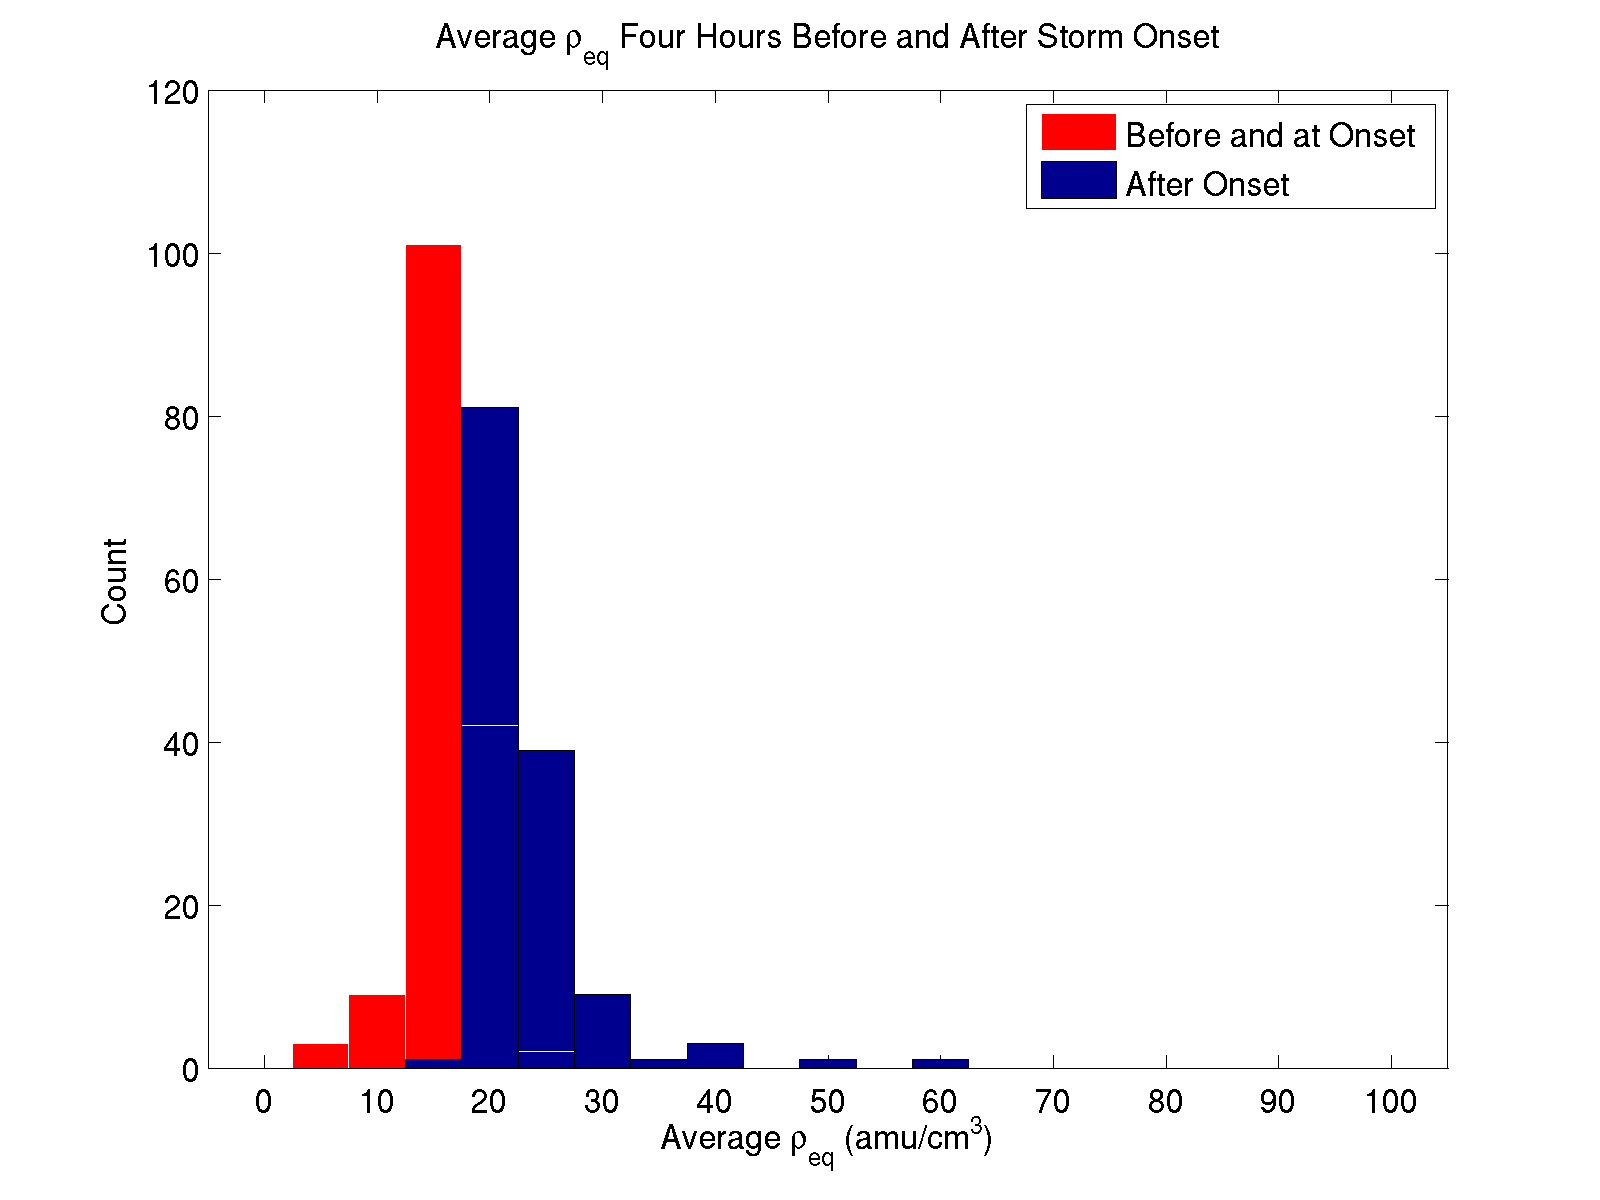 Average ρeq Four Hours Before and After Storm Onset
120
100
80
60
40
20
0
Count
Before and at Onset
After Onset
0 10 20 30 40 50 60 70 80 90 100
Average ρeq (amu/cm3)